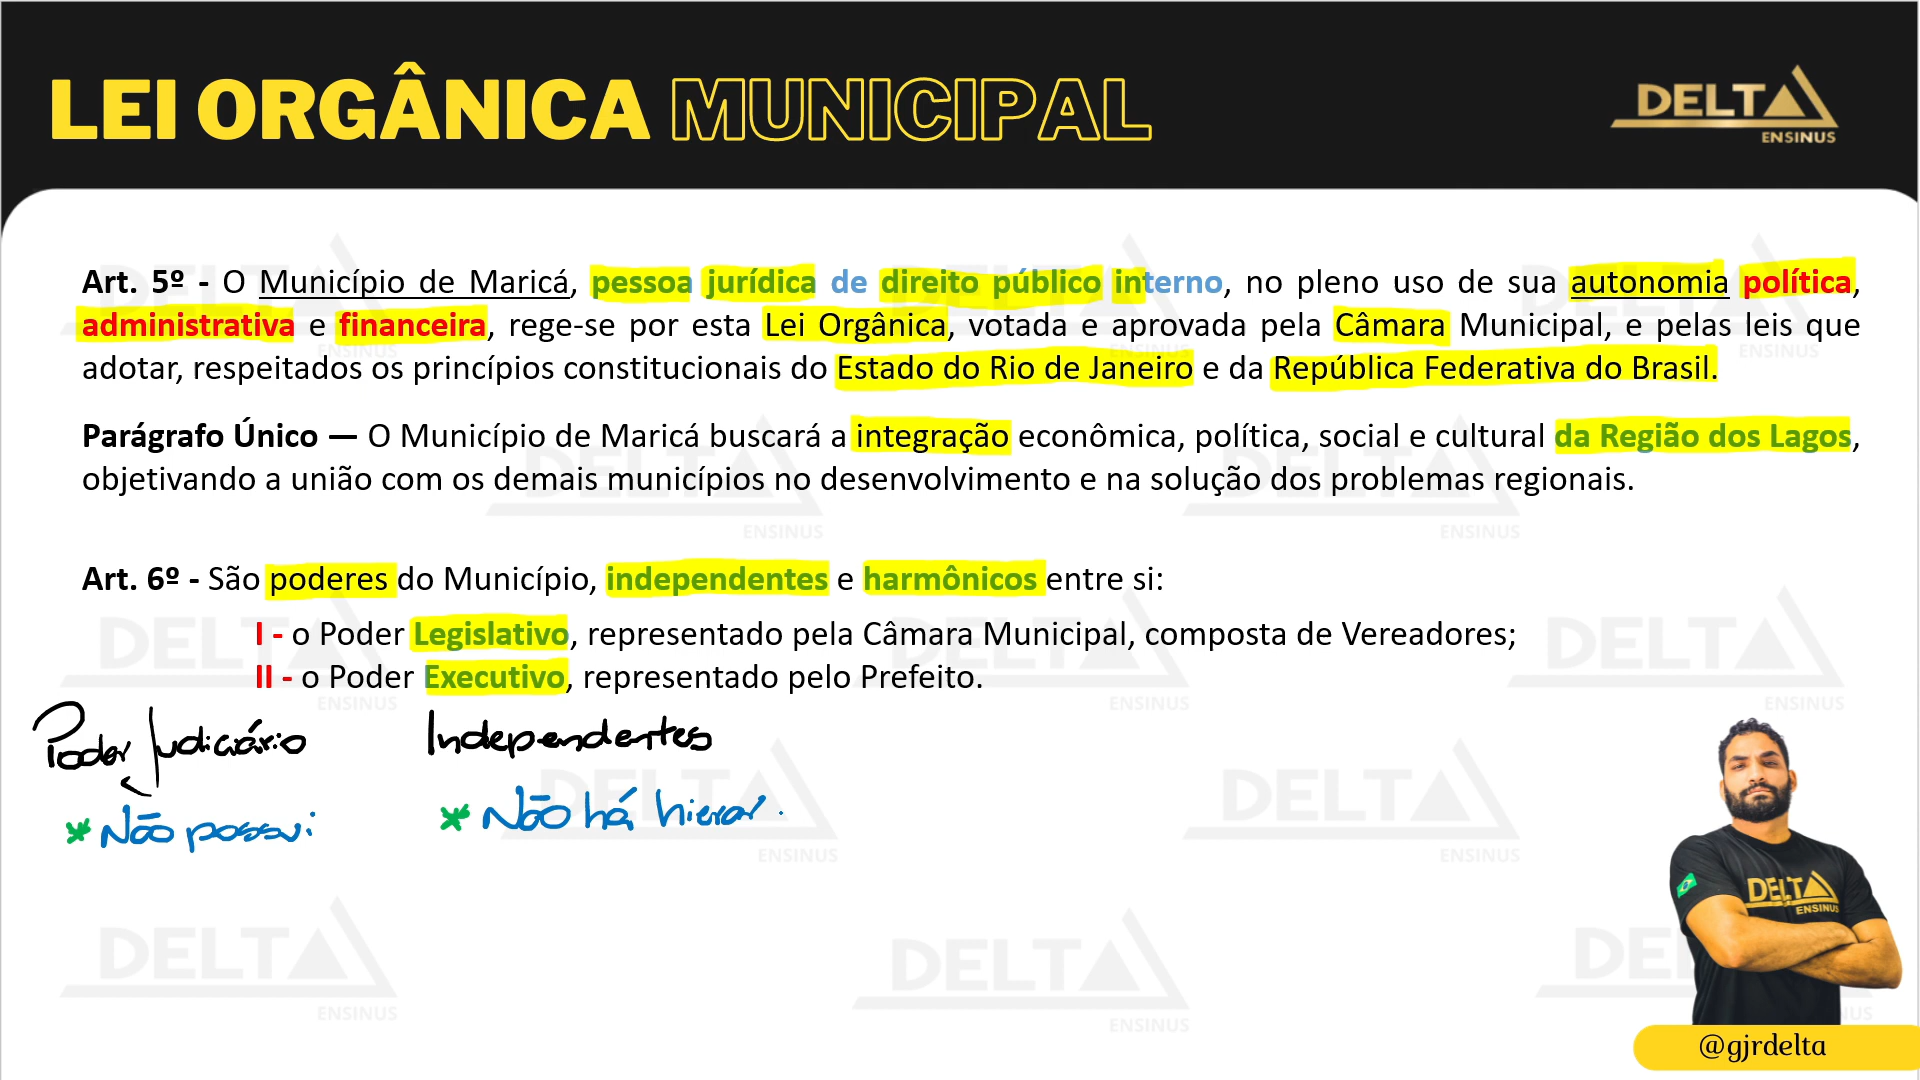 LEI ORGÂNICA MUNICIPAL
DELTA
ENSINUS
Art. 5º - O Município de Maricá, pessoa jurídica de direito público interno, no pleno uso de sua autonomia política,
administrativa e financeira, rege-se por esta Lei Orgânica, votada e aprovada pela Câmara Municipal, e pelas leis que
adotar, respeitados os princípios constitucionais do Estado do Rio de Janeiro e da República Federativa do Brasil.
Parágrafo Único — O Município de Maricá buscará a integração econômica, política, social e cultural da Região dos Lagos,
objetivando a união com os demais municípios no desenvolvimento e na solução dos problemas regionais.
Art. 6º - São poderes do Município, independentes e harmônicos entre si:
I - o Poder Legislativo, representado pela Câmara Municipal, composta de Vereadores;
II - o Poder Executivo, representado pelo Prefeito.
Poder Judiciário Independentes
* Não possui * Não há hierar.
DELTA
ENSINUS
@gjrdelta